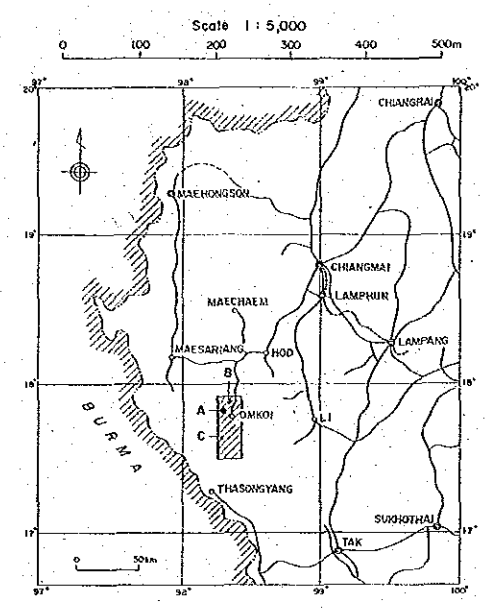 Scale 1 : 5,000
0 100 200 300 400 500m
97° 98° 99° 100°
20° 20°
CHIANGRAI
MAEHONGSON
19° 19°
CHIANGMAI
LAMPHUN
MAECHAEM
LAMPANG
MAESARIANG
HOD
18° 18°
B
A
OMKOI
C
LI
BURMA
THASONGYANG
SUKHOTHAI
17° 17°
TAK
0 50km
97° 98° 99° 100°